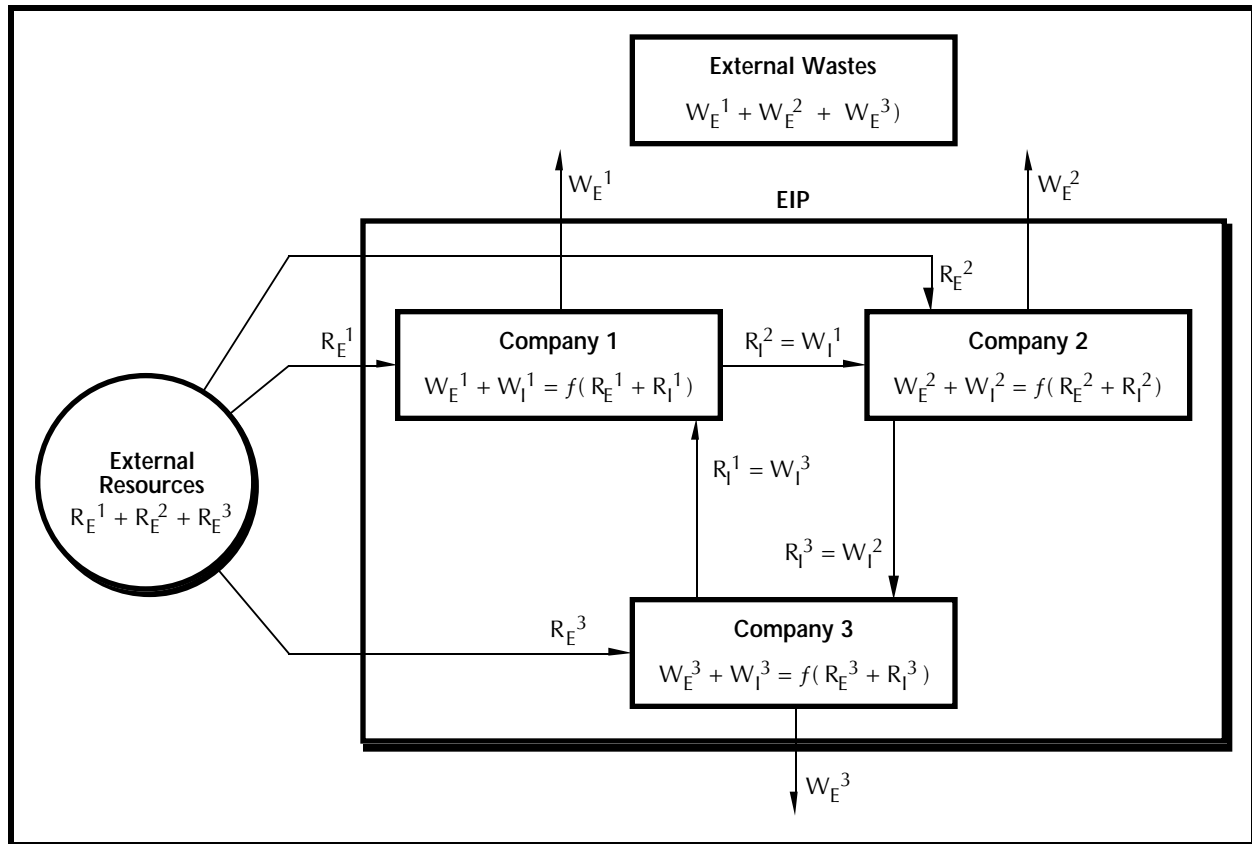 External Wastes
W_E^1 + W_E^2 + W_E^3)
W_E^1
W_E^2
EIP
R_E^2
R_E^1
Company 1
W_E^1 + W_I^1 = f( R_E^1 + R_I^1 )
R_I^2 = W_I^1
Company 2
W_E^2 + W_I^2 = f( R_E^2 + R_I^2 )
External
Resources
R_E^1 + R_E^2 + R_E^3
R_I^1 = W_I^3
R_I^3 = W_I^2
R_E^3
Company 3
W_E^3 + W_I^3 = f( R_E^3 + R_I^3 )
W_E^3